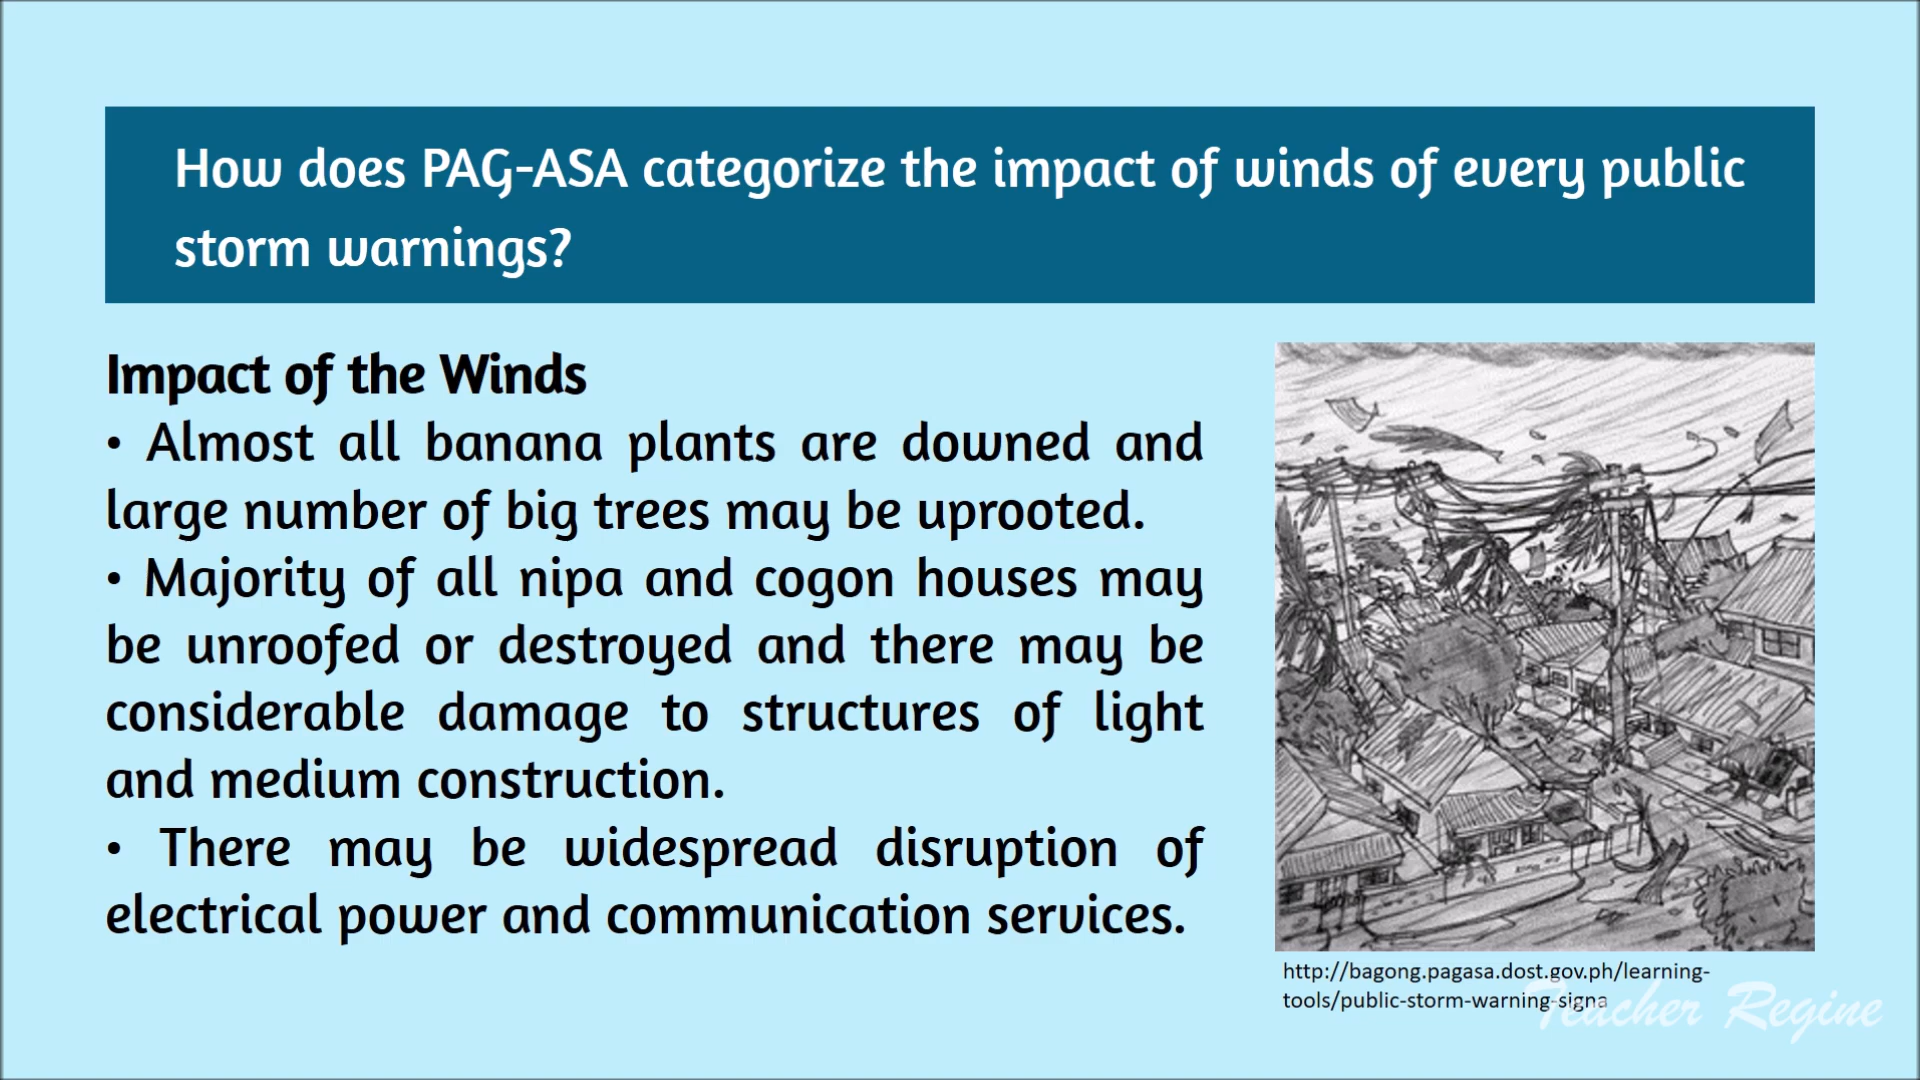 How does PAG-ASA categorize the impact of winds of every public
storm warnings?
Impact of the Winds
• Almost all banana plants are downed and
large number of big trees may be uprooted.
• Majority of all nipa and cogon houses may
be unroofed or destroyed and there may be
considerable damage to structures of light
and medium construction.
• There may be widespread disruption of
electrical power and communication services.
http://bagong.pagasa.dost.gov.ph/learning-
tools/public-storm-warning-signa
Teacher Regine